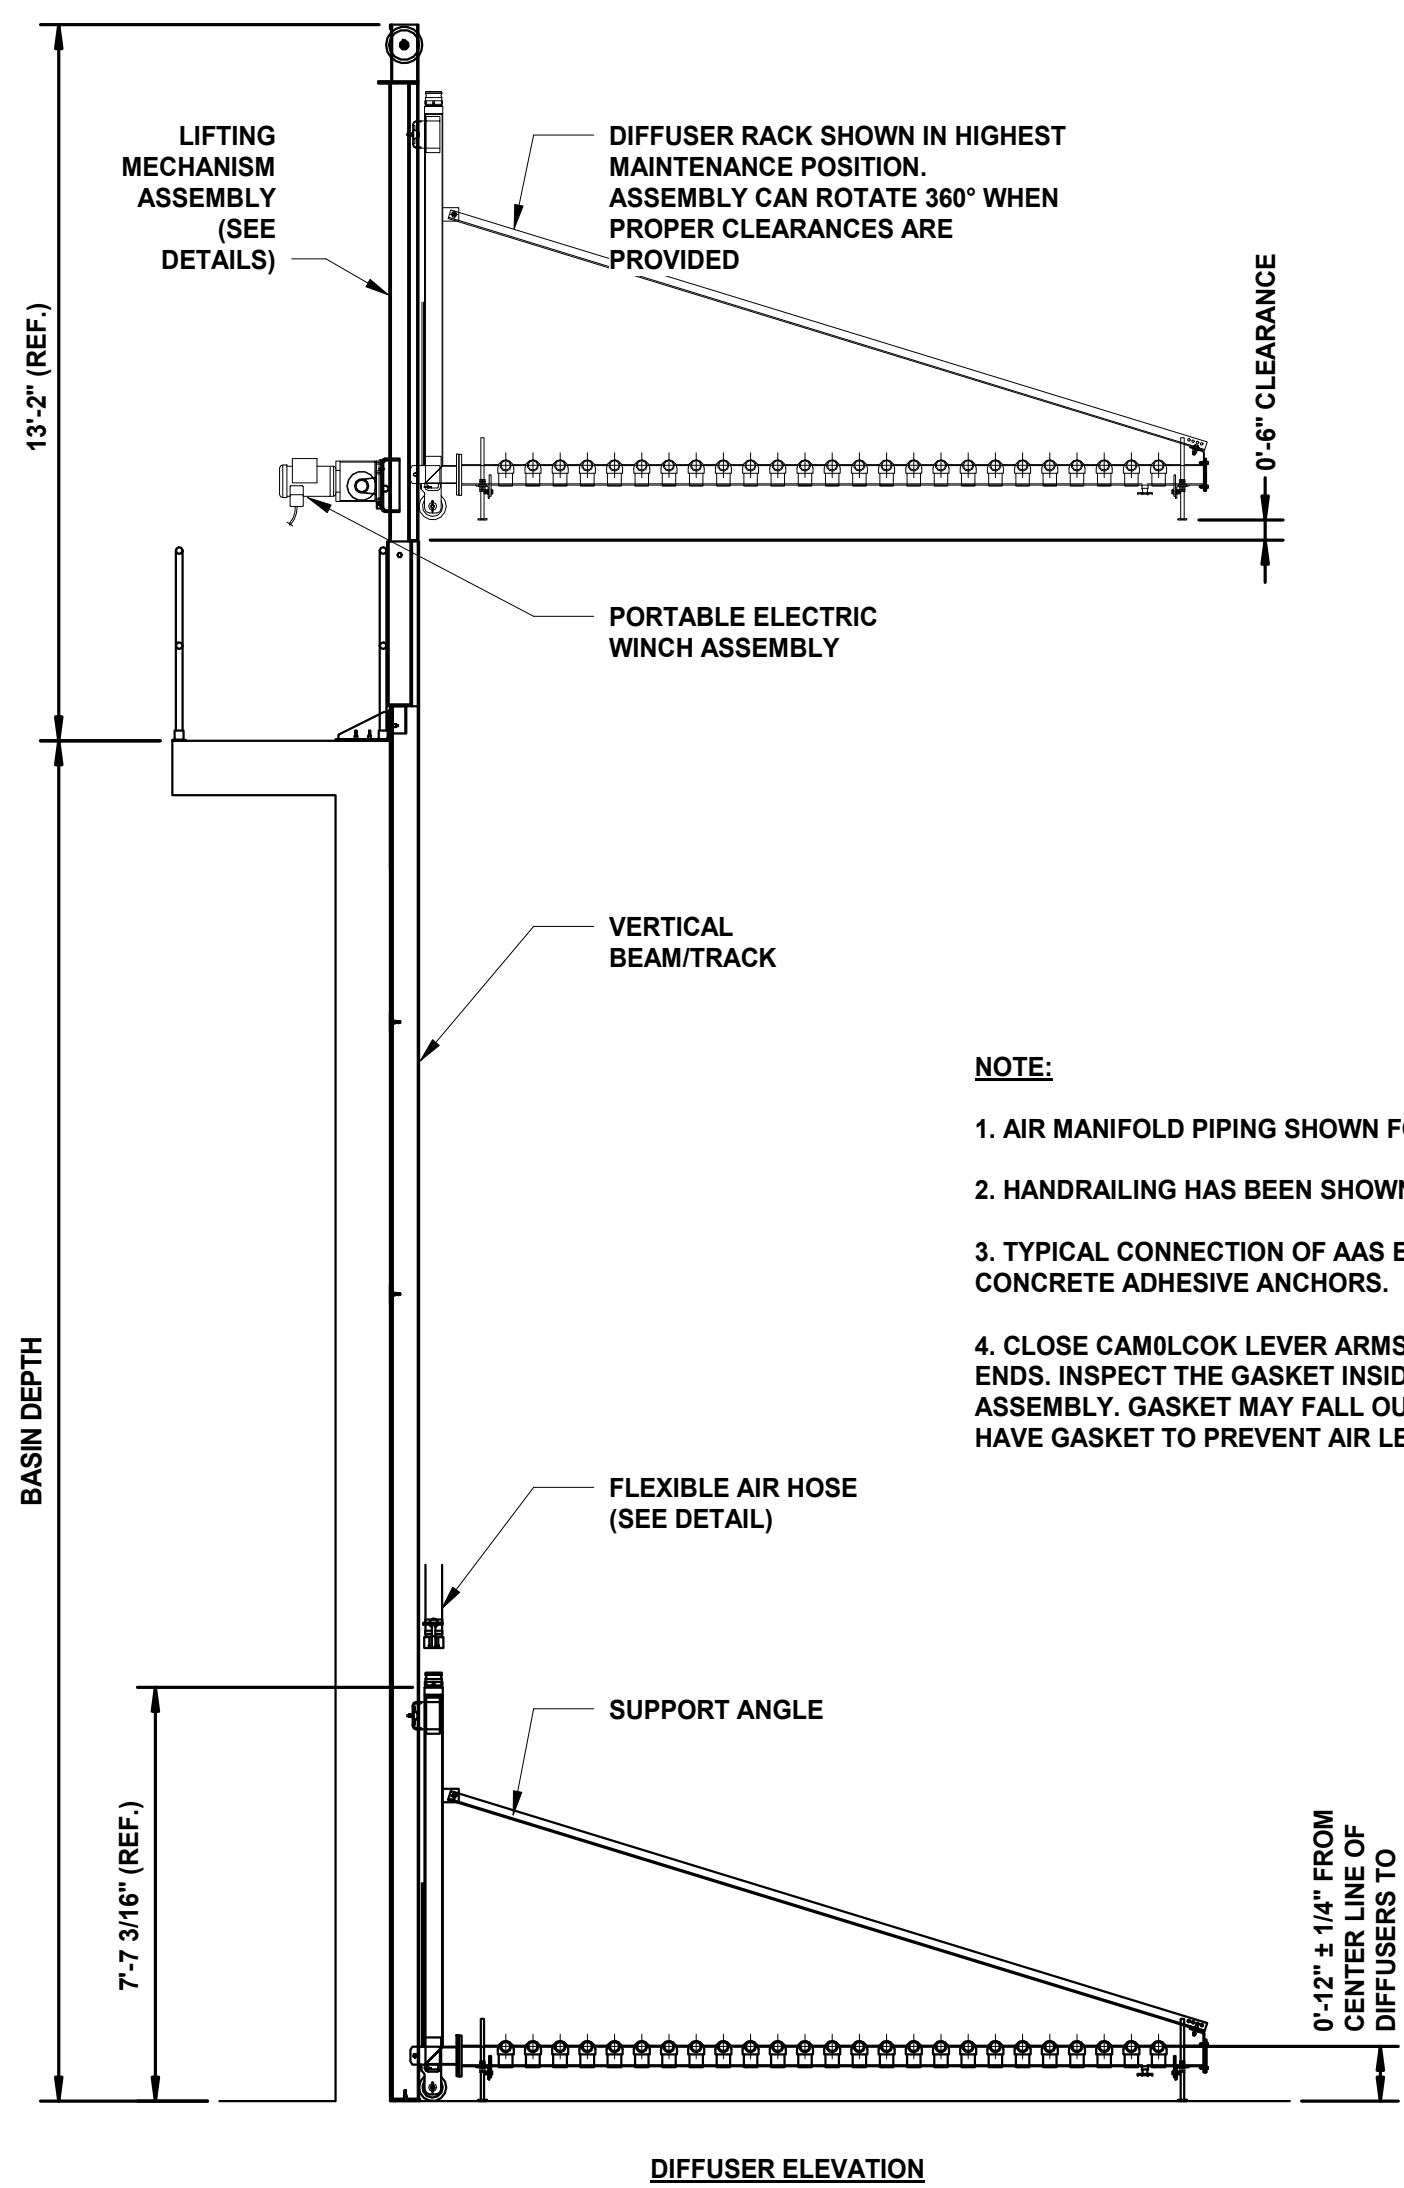 LIFTING
MECHANISM
ASSEMBLY
(SEE
DETAILS)
DIFFUSER RACK SHOWN IN HIGHEST
MAINTENANCE POSITION.
ASSEMBLY CAN ROTATE 360° WHEN
PROPER CLEARANCES ARE
PROVIDED
13'-2" (REF.)
0'-6" CLEARANCE
PORTABLE ELECTRIC
WINCH ASSEMBLY
VERTICAL
BEAM/TRACK
NOTE:
1. AIR MANIFOLD PIPING SHOWN FO
2. HANDRAILING HAS BEEN SHOWN
3. TYPICAL CONNECTION OF AAS E
CONCRETE ADHESIVE ANCHORS.
4. CLOSE CAM0LCOK LEVER ARMS
ENDS. INSPECT THE GASKET INSID
ASSEMBLY. GASKET MAY FALL OU
HAVE GASKET TO PREVENT AIR LE
BASIN DEPTH
FLEXIBLE AIR HOSE
(SEE DETAIL)
SUPPORT ANGLE
7'-7 3/16" (REF.)
0'-12" ± 1/4" FROM
CENTER LINE OF
DIFFUSERS TO
DIFFUSER ELEVATION